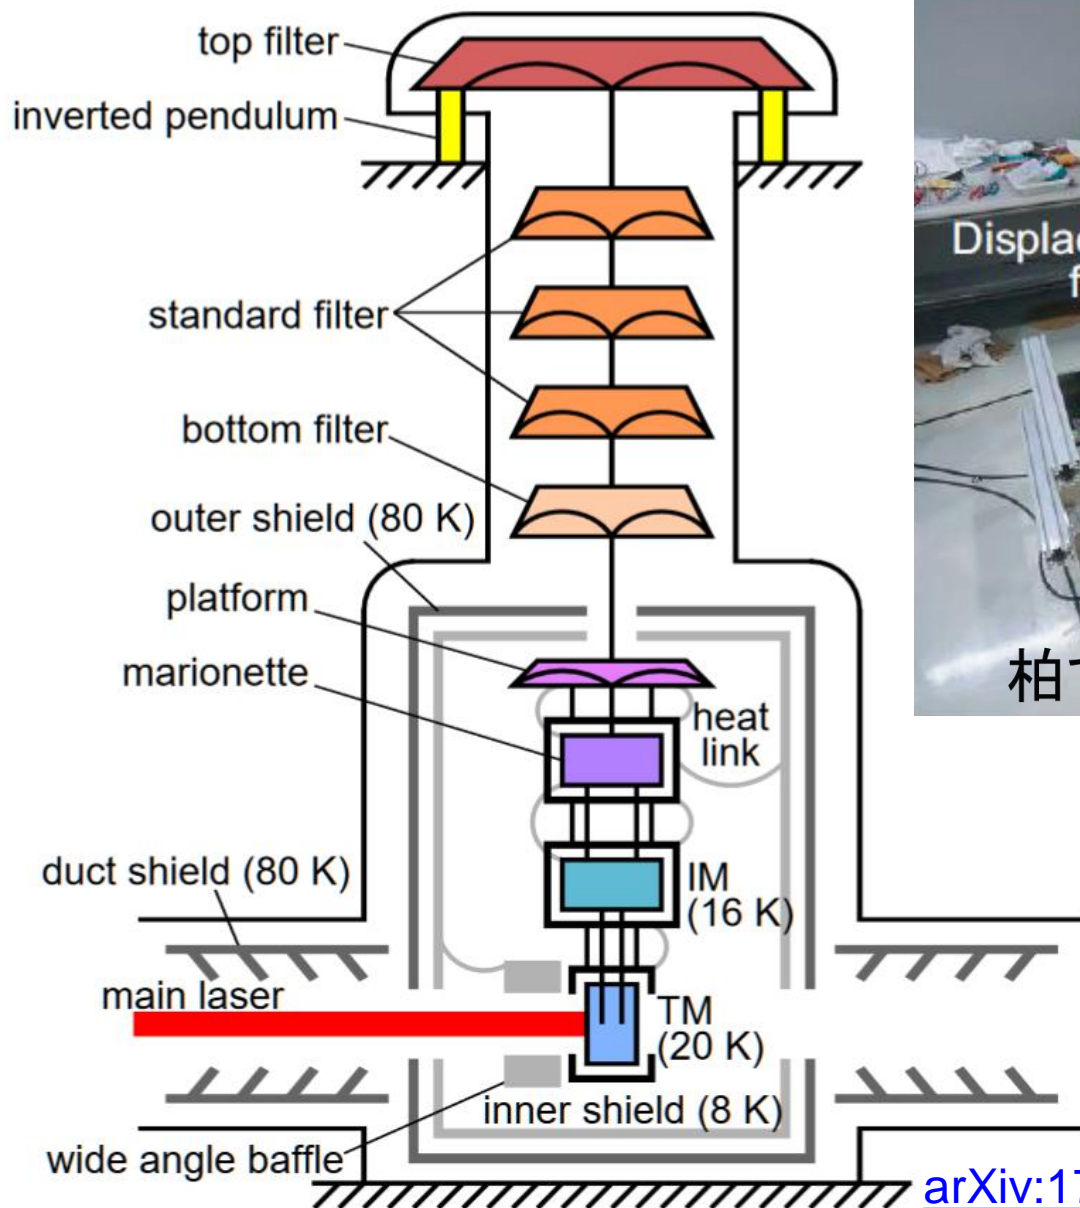 top filter
inverted pendulum
standard filter
bottom filter
outer shield (80 K)
platform
marionette
heat
link
duct shield (80 K)
IM
(16 K)
main laser
TM
(20 K)
inner shield (8 K)
wide angle baffle
柏